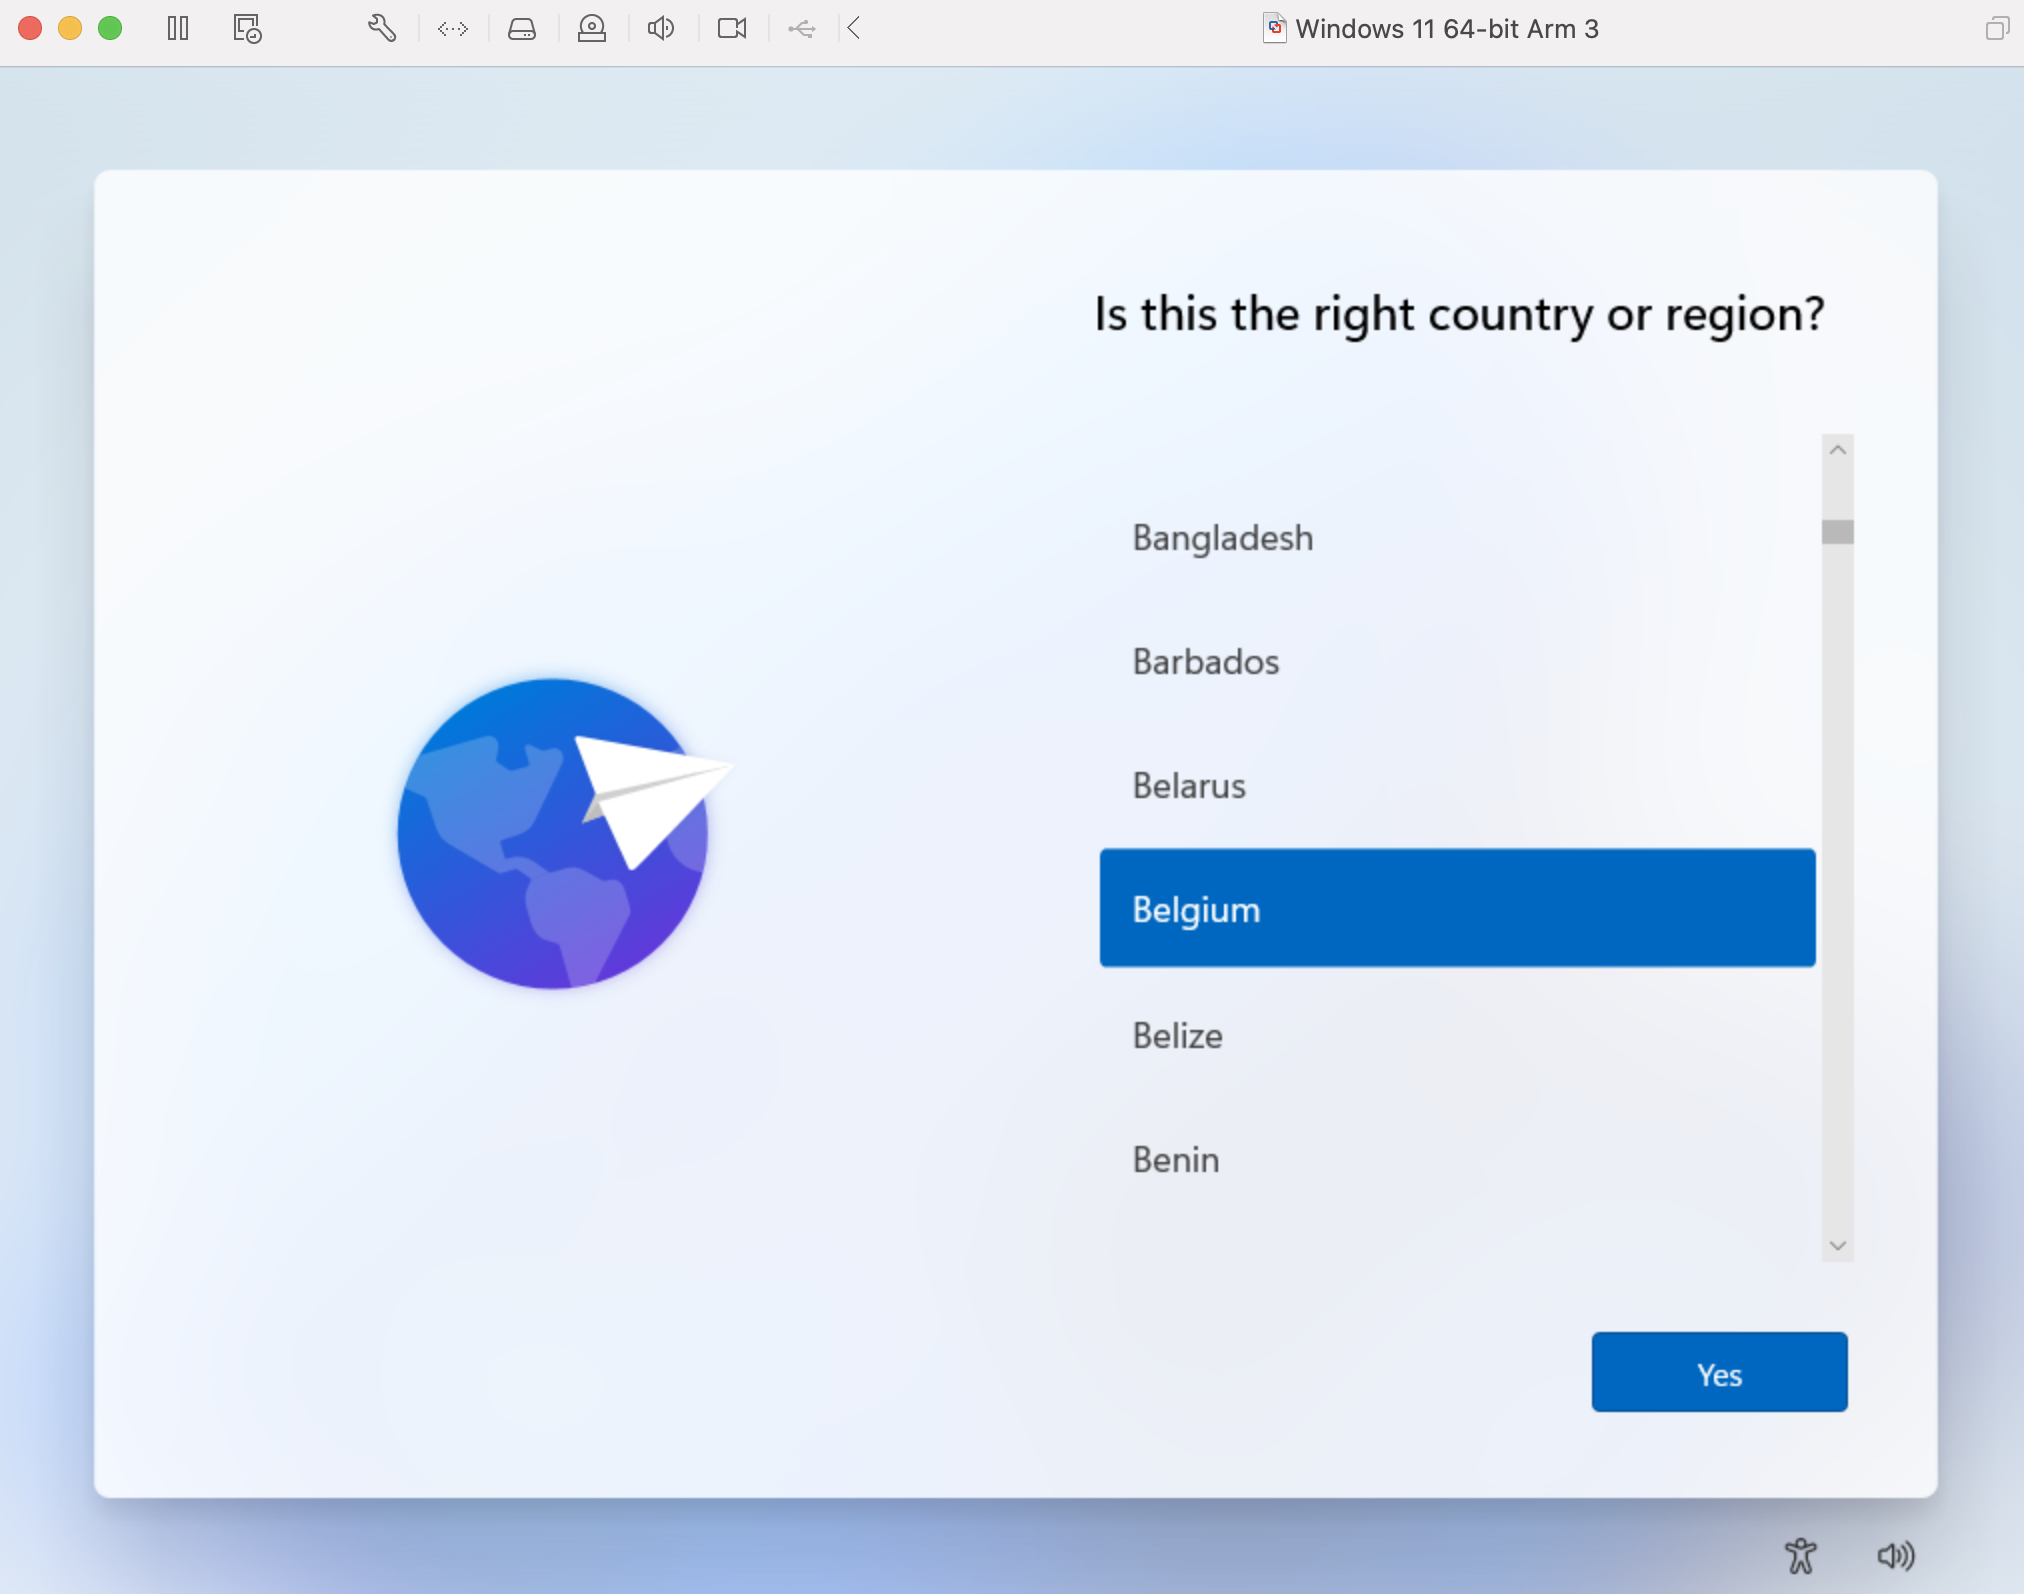 Windows 11 64-bit Arm 3
Is this the right country or region?
Bangladesh
Barbados
Belarus
Belgium
Belize
Benin
Yes